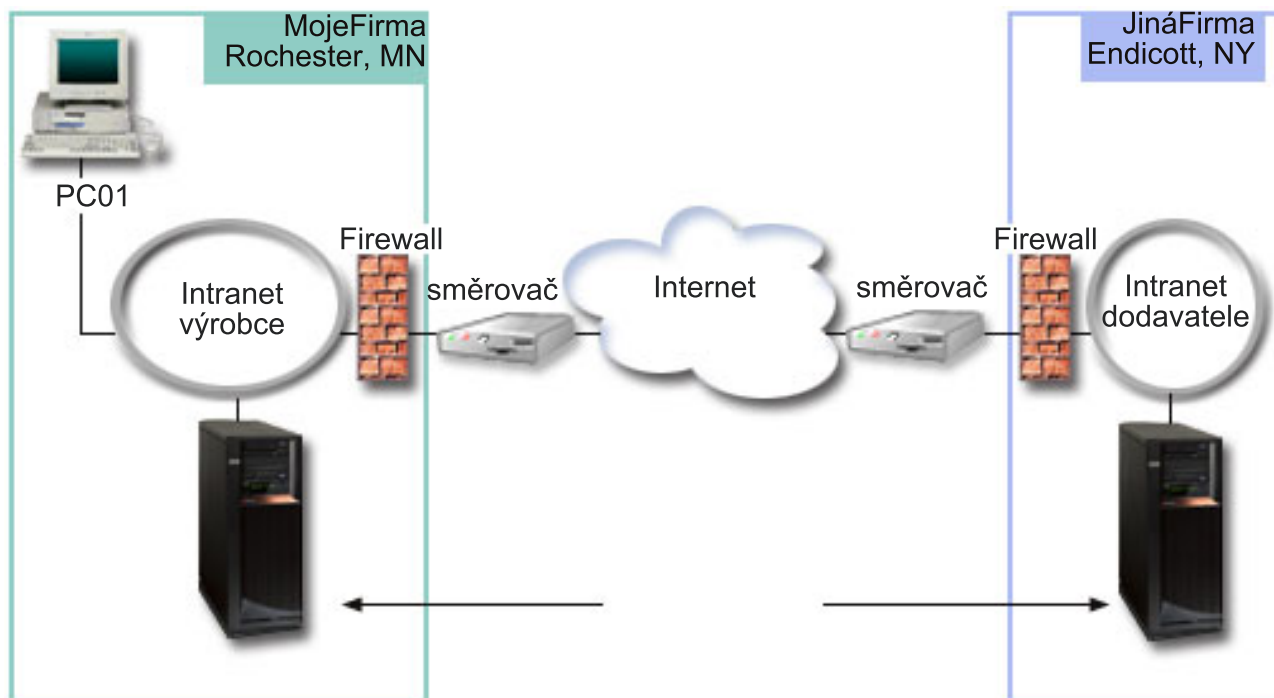 MojeFirma
Rochester, MN
JináFirma
Endicott, NY
PC01
Firewall
směrovač
Internet
směrovač
Firewall
Intranet
výrobce
Intranet
dodavatele